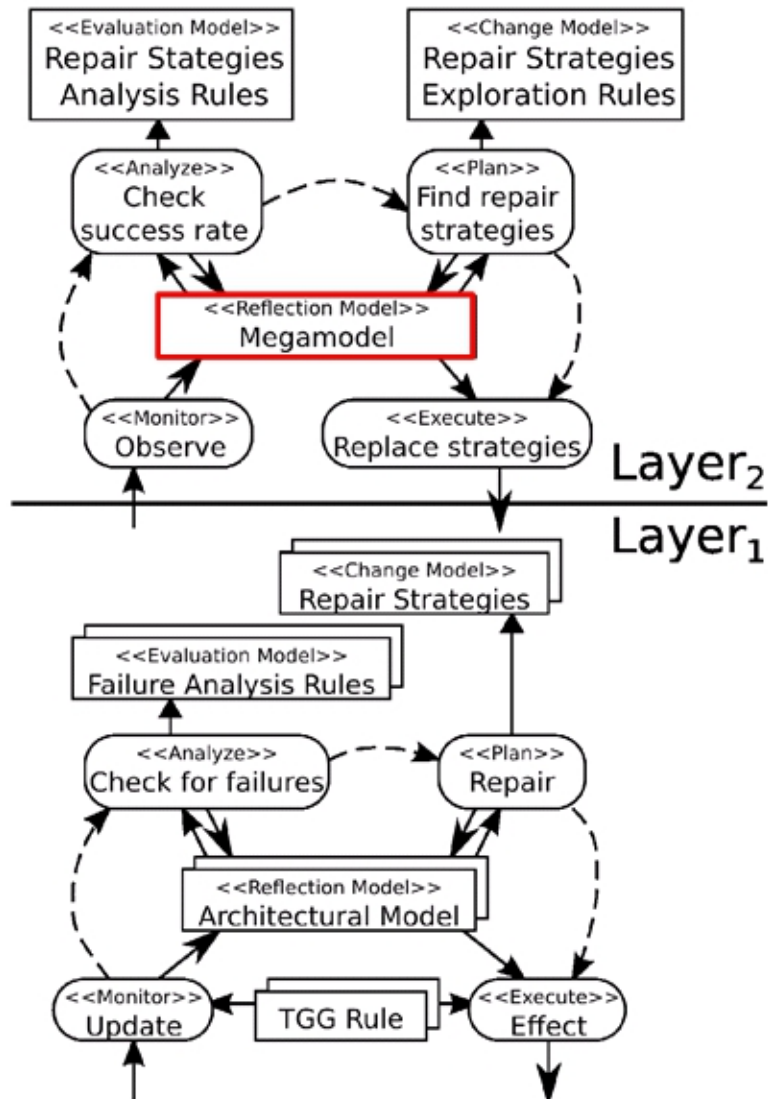 <<Evaluation Model>>
Repair Stategies
Analysis Rules
<<Change Model>>
Repair Strategies
Exploration Rules
<<Analyze>>
Check
success rate
<<Plan>>
Find repair
strategies
<<Reflection Model>>
Megamodel
<<Monitor>>
Observe
<<Execute>>
Replace strategies
Layer2
Layer1
<<Change Model>>
Repair Strategies
<<Evaluation Model>>
Failure Analysis Rules
<<Analyze>>
Check for failures
<<Plan>>
Repair
<<Reflection Model>>
Architectural Model
<<Monitor>>
Update
TGG Rule
<<Execute>>
Effect